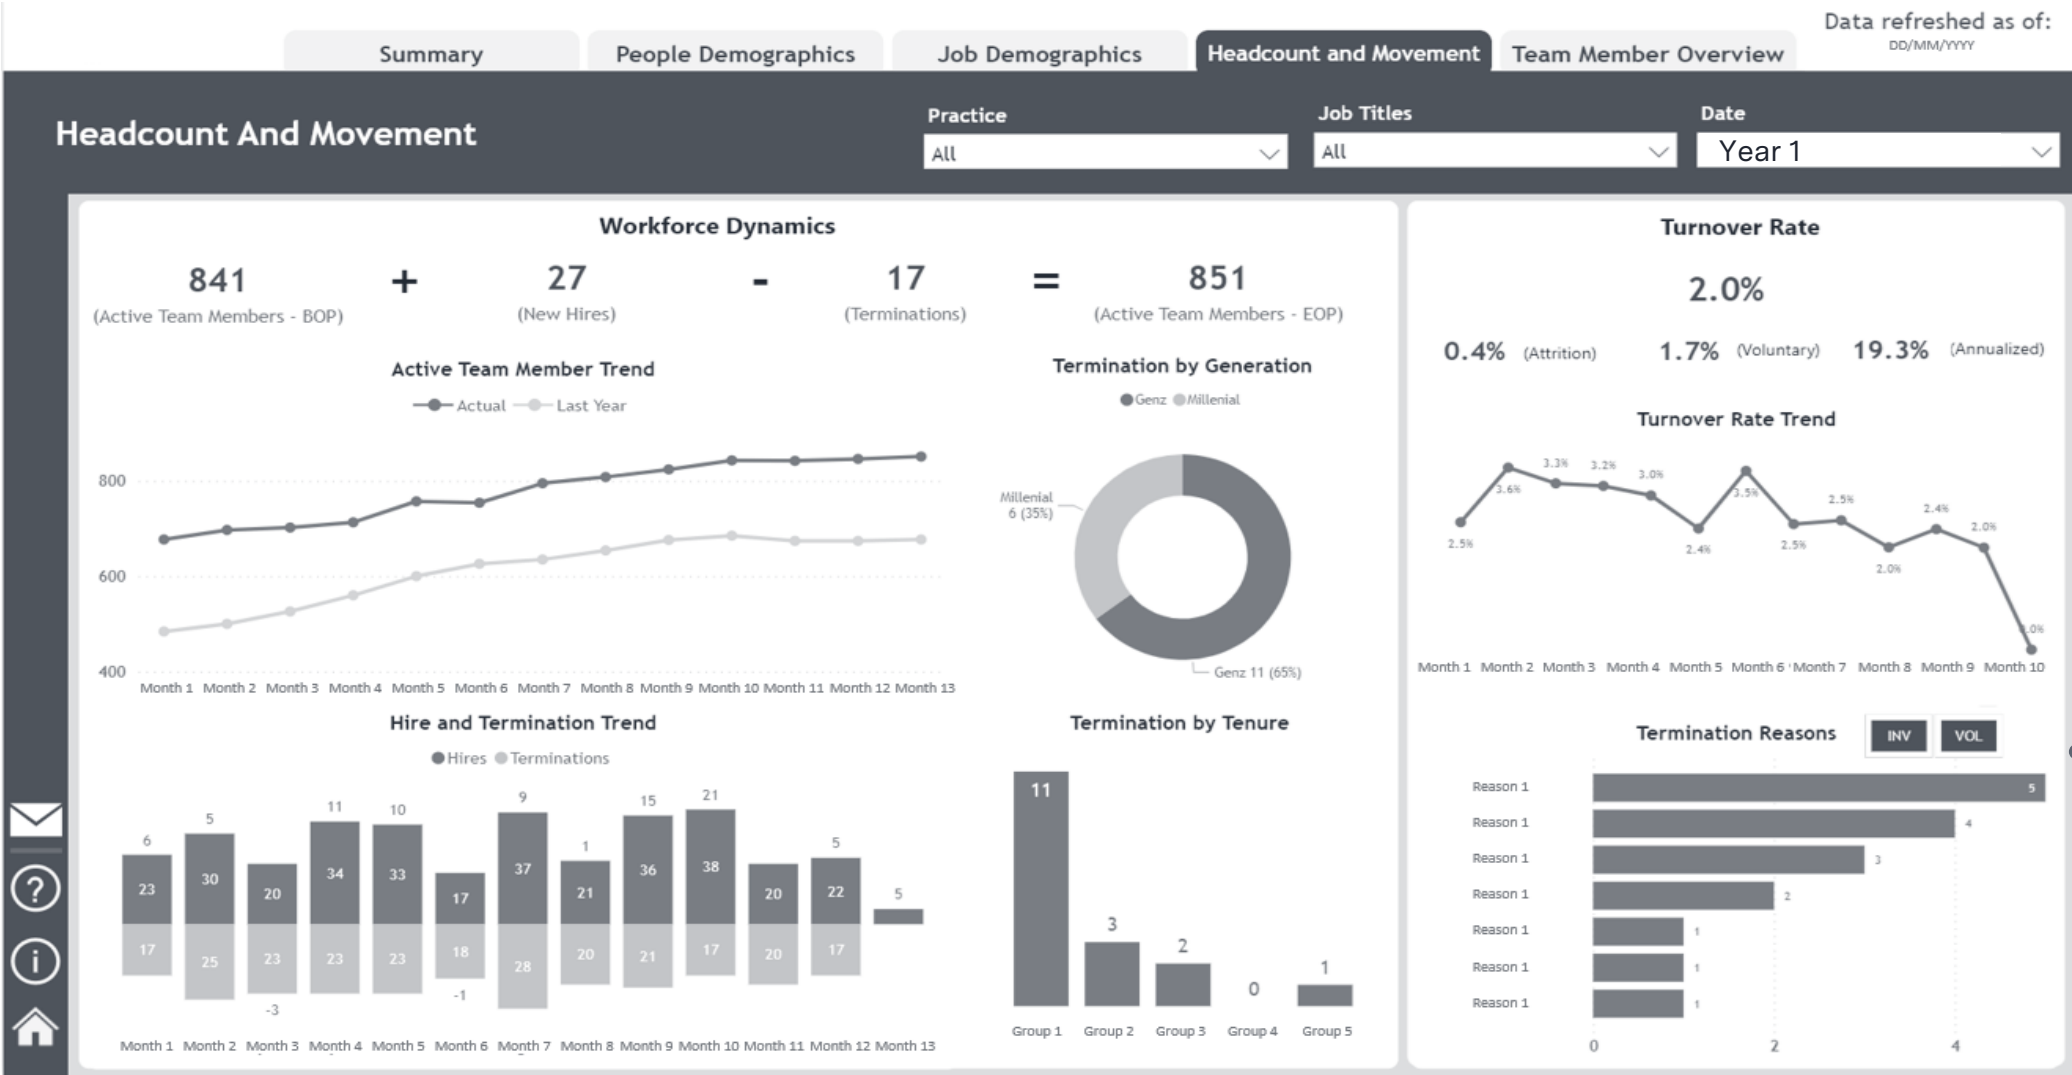 Data refreshed as of:
DD/MM/YYYY
Summary
People Demographics
Job Demographics
Headcount and Movement
Team Member Overview
Headcount And Movement
Practice
All
Job Titles
All
Date
Year 1
Workforce Dynamics
841 + 27 - 17 = 851
(Active Team Members - BOP) (New Hires) (Terminations) (Active Team Members - EOP)
Active Team Member Trend
Actual Last Year
800
600
400
Month 1 Month 2 Month 3 Month 4 Month 5 Month 6 Month 7 Month 8 Month 9 Month 10 Month 11 Month 12 Month 13
Termination by Generation
Genz Millenial
Millenial
6 (35%)
Genz 11 (65%)
Hire and Termination Trend
Hires Terminations
6 5 11 10 9 1 15 21 5 5
23 30 20 34 33 17 37 21 36 38 20 22
17 25 23 23 23 18 28 20 21 17 20 17
-3 -1
Month 1 Month 2 Month 3 Month 4 Month 5 Month 6 Month 7 Month 8 Month 9 Month 10 Month 11 Month 12 Month 13
Termination by Tenure
11 3 2 0 1
Group 1 Group 2 Group 3 Group 4 Group 5
Turnover Rate
2.0%
0.4% (Attrition) 1.7% (Voluntary) 19.3% (Annualized)
Turnover Rate Trend
2.5% 3.6% 3.3% 3.2% 3.0% 2.4% 3.5% 2.5% 2.5% 2.0% 2.4% 2.0%
Month 1 Month 2 Month 3 Month 4 Month 5 Month 6 Month 7 Month 8 Month 9 Month 10
Termination Reasons
INV VOL
Reason 1 5
Reason 1 4
Reason 1 3
Reason 1 2
Reason 1 1
Reason 1 1
Reason 1 1
0 2 4